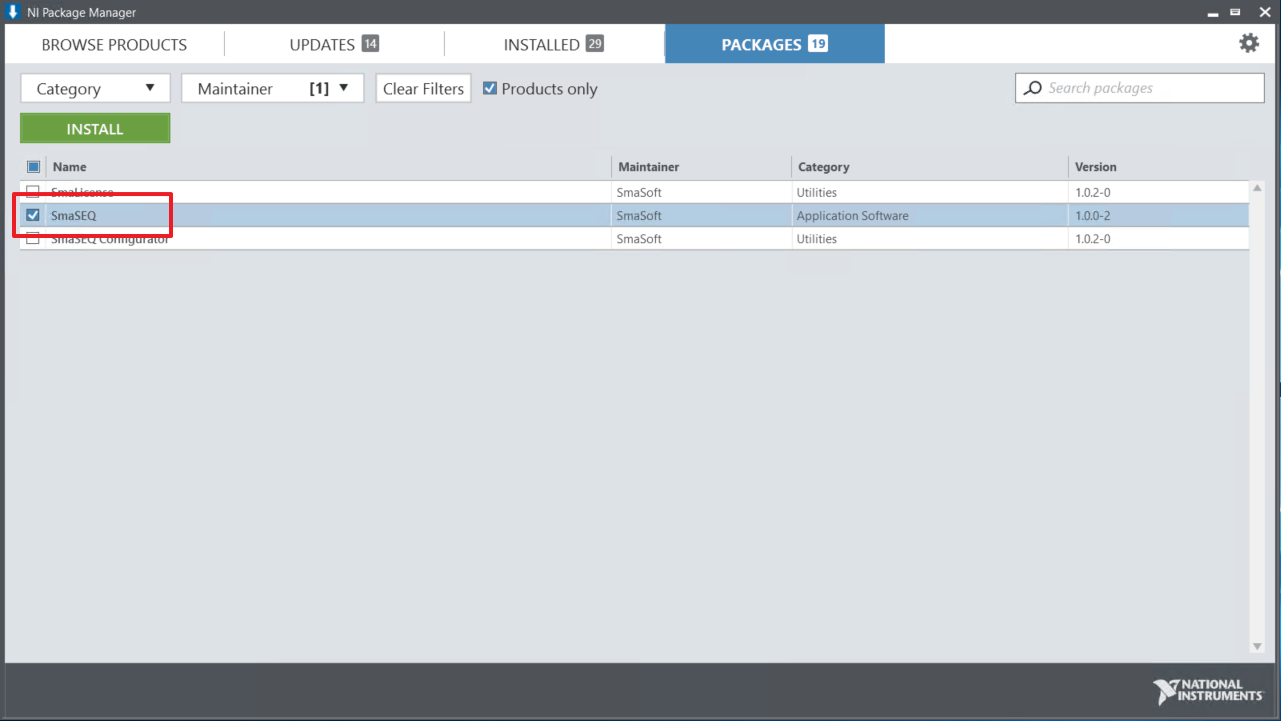 NI Package Manager
BROWSE PRODUCTS UPDATES 14 INSTALLED 29 PACKAGES 19
Category Maintainer [1] Clear Filters Products only Search packages
INSTALL
Name Maintainer Category Version
SmaLicense SmaSoft Utilities 1.0.2-0
SmaSEQ SmaSoft Application Software 1.0.0-2
SmaSEQ Configurator SmaSoft Utilities 1.0.2-0
NATIONAL
INSTRUMENTS